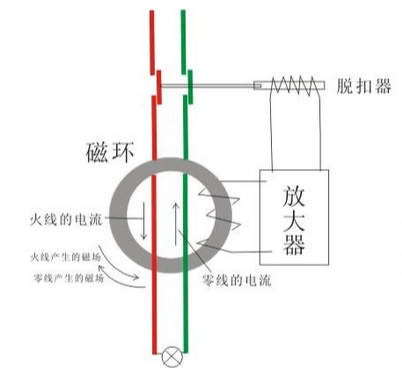 脱扣器
磁环
放大器
火线的电流
火线产生的磁场
零线产生的磁场
零线的电流